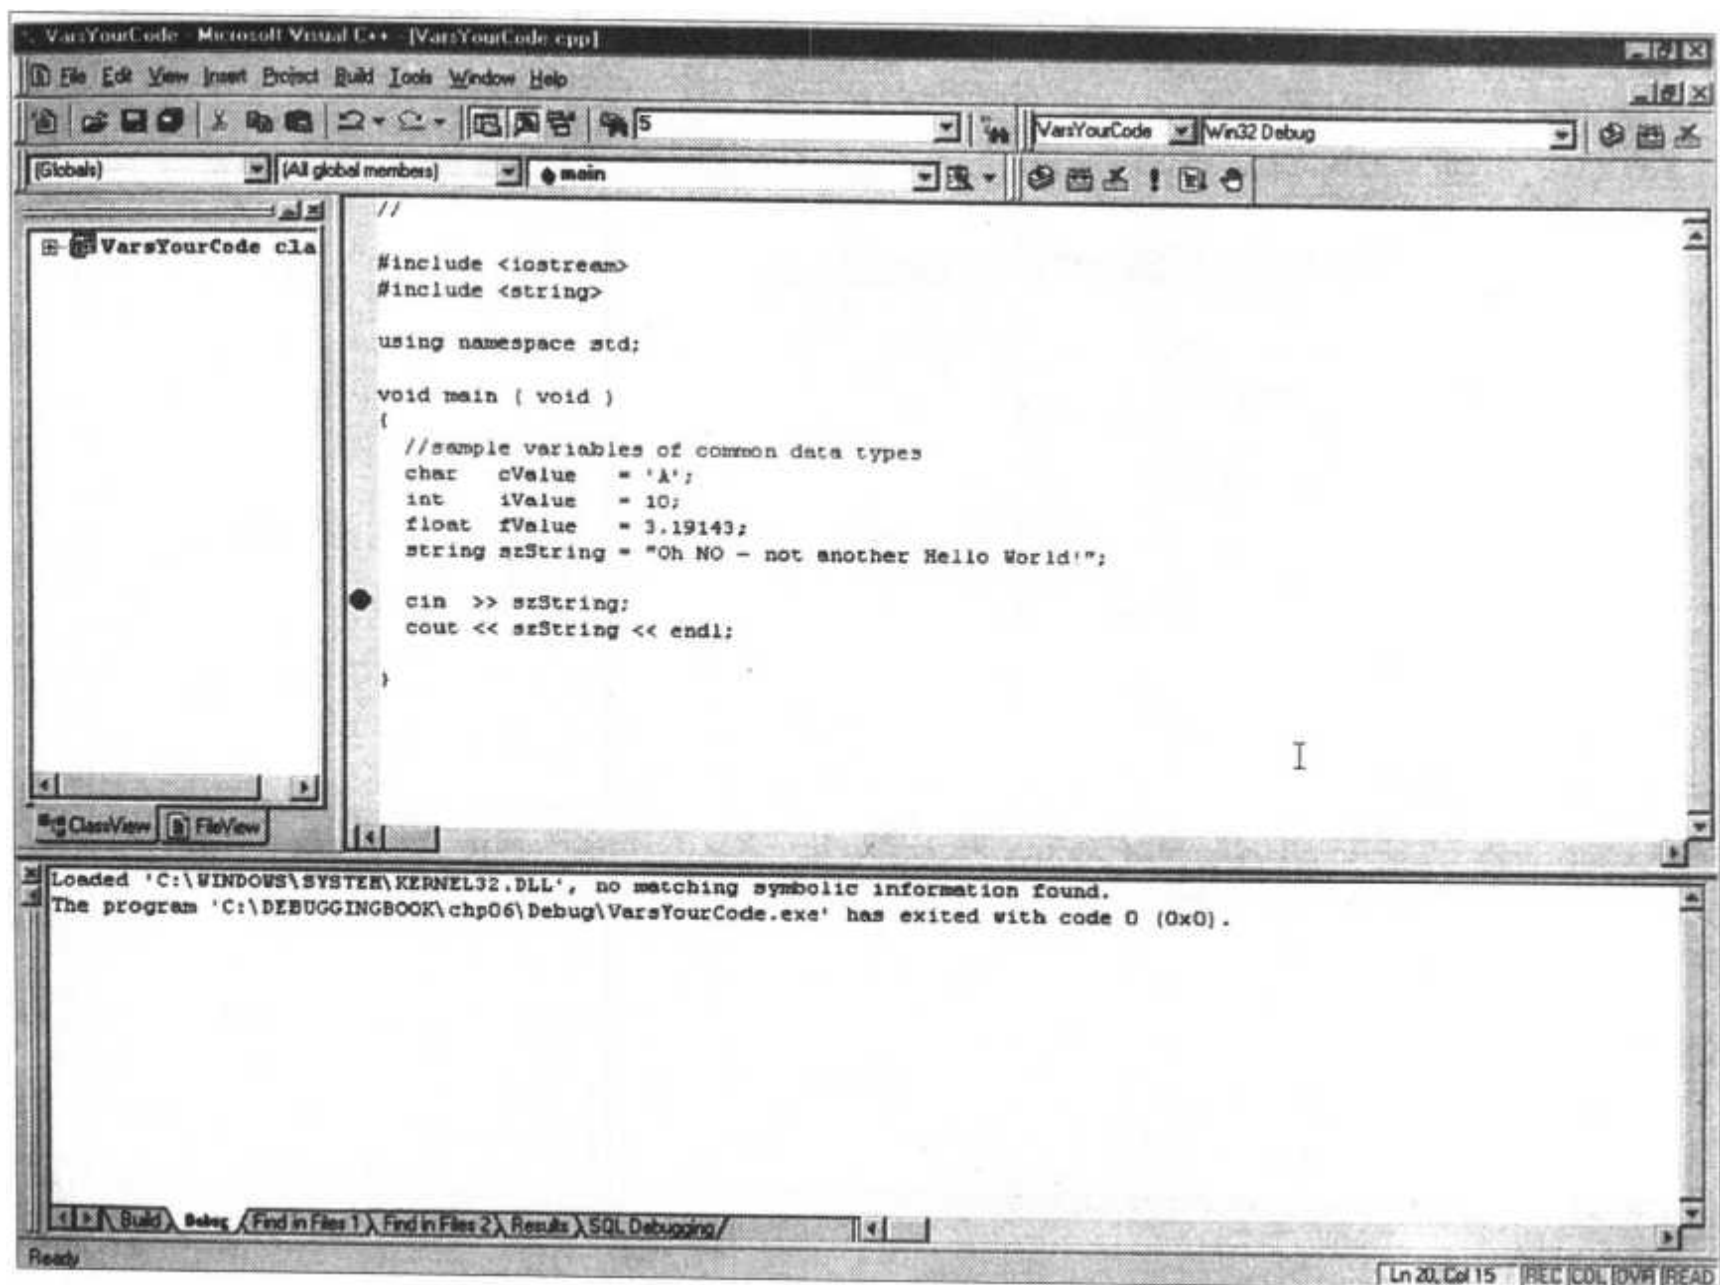 VarsYourCode - Microsoft Visual C++ - [VarsYourCode.cpp]
File Edit View Insert Project Build Tools Window Help
5 VarsYourCode Win32 Debug
(Globals) (All global members) main
VarsYourCode cla
//
#include <iostream>
#include <string>
using namespace std;
void main ( void )
{
//sample variables of common data types
char cValue = 'A';
int iValue = 10;
float fValue = 3.19143;
string szString = "Oh NO - not another Hello World!";
cin >> szString;
cout << szString << endl;
}
ClassView FileView
Loaded 'C:\WINDOWS\SYSTEM\KERNEL32.DLL', no matching symbolic information found.
The program 'C:\DEBUGGINGBOOK\chp06\Debug\VarsYourCode.exe' has exited with code 0 (0x0).
Build Debug Find in Files 1 Find in Files 2 Results SQL Debugging
Ready
Ln 20, Col 15 REC COL OVR READ